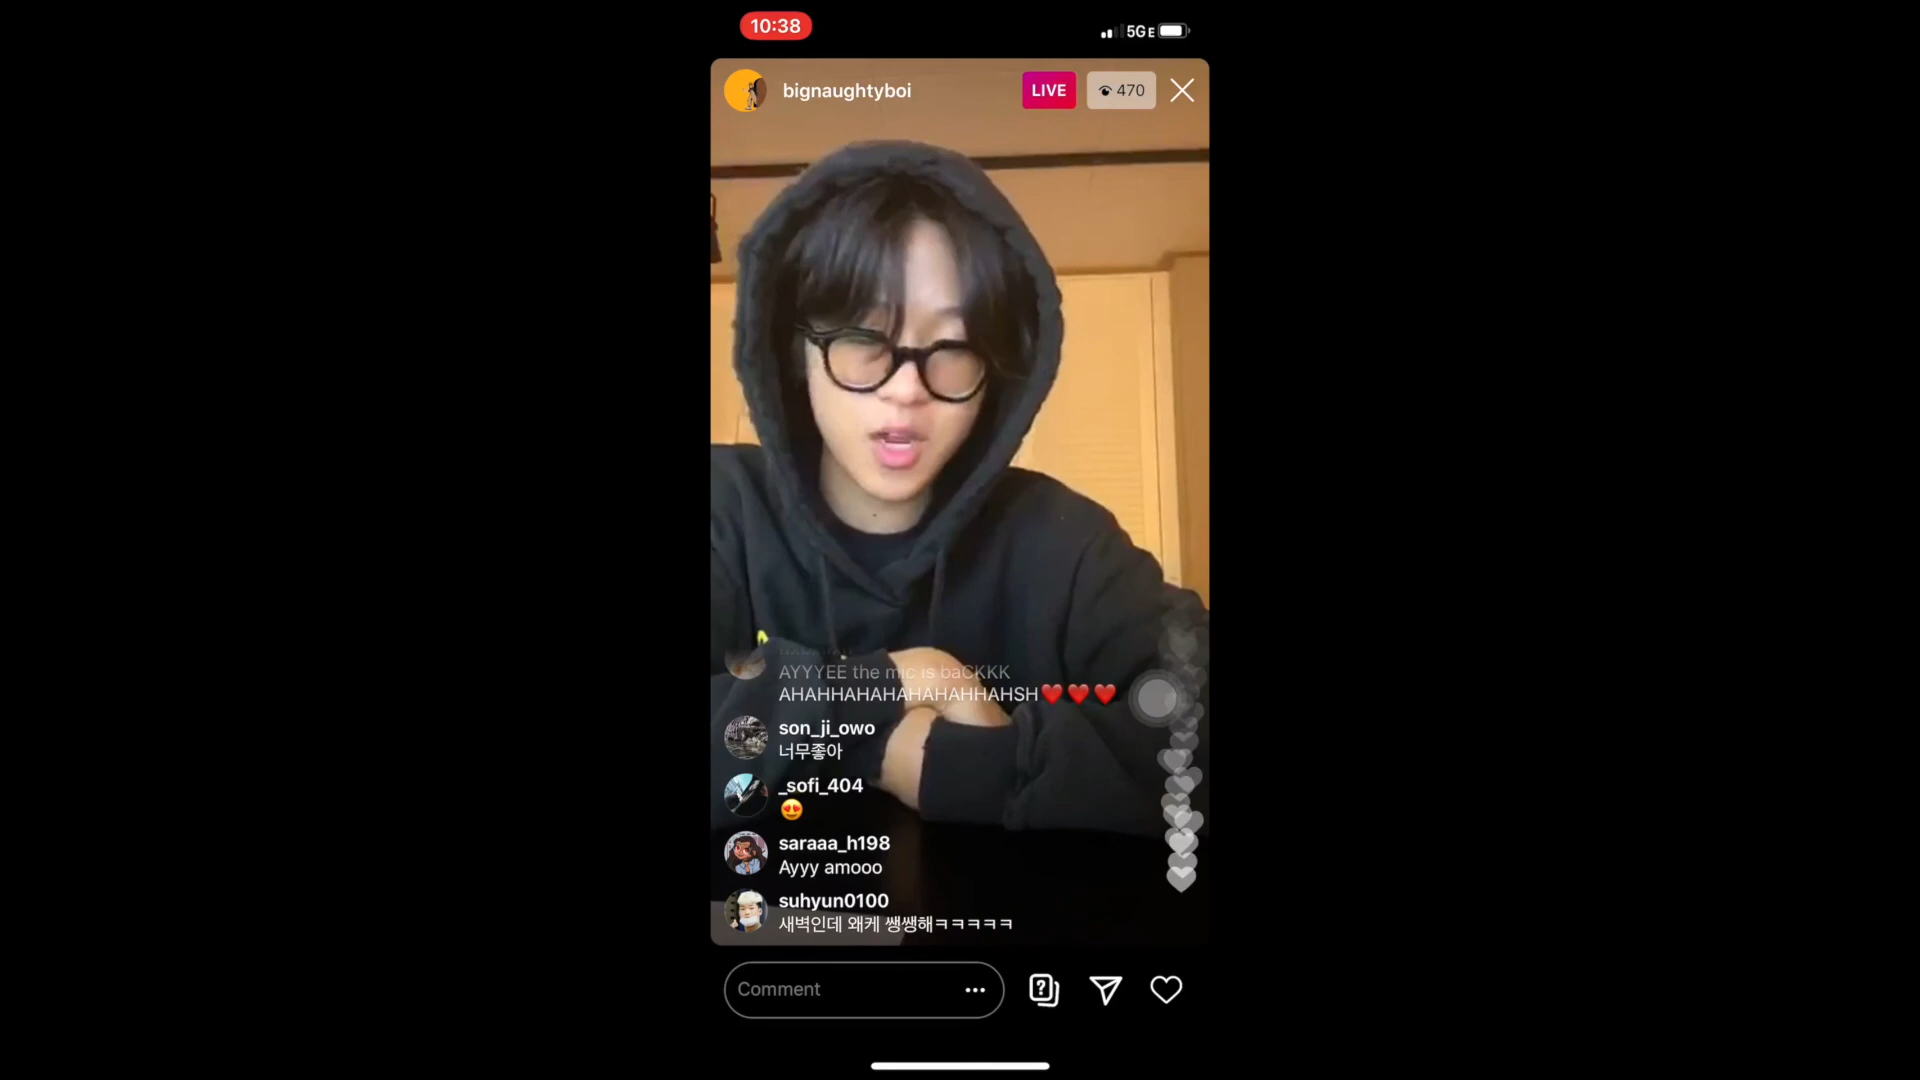 10:38
5GE
bignaughtyboi
LIVE
470
AYYYEE the mic is baCKKK
AHAHHAHAHAHAHAHHAHSH❤️❤️❤️
son_ji_owo
너무좋아
_sofi_404
😍
saraaa_h198
Ayyy amooo
suhyun0100
새벽인데 왜케 쌩쌩해ㅋㅋㅋㅋㅋ
Comment